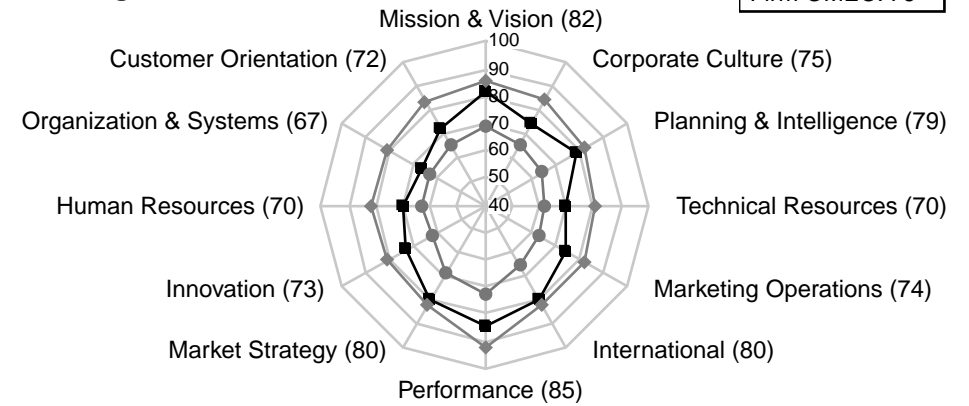 Mission & Vision (82)
Customer Orientation (72)
Corporate Culture (75)
Organization & Systems (67)
Planning & Intelligence (79)
Human Resources (70)
Technical Resources (70)
Innovation (73)
Marketing Operations (74)
Market Strategy (80)
International (80)
Performance (85)
100
90
80
70
60
50
40